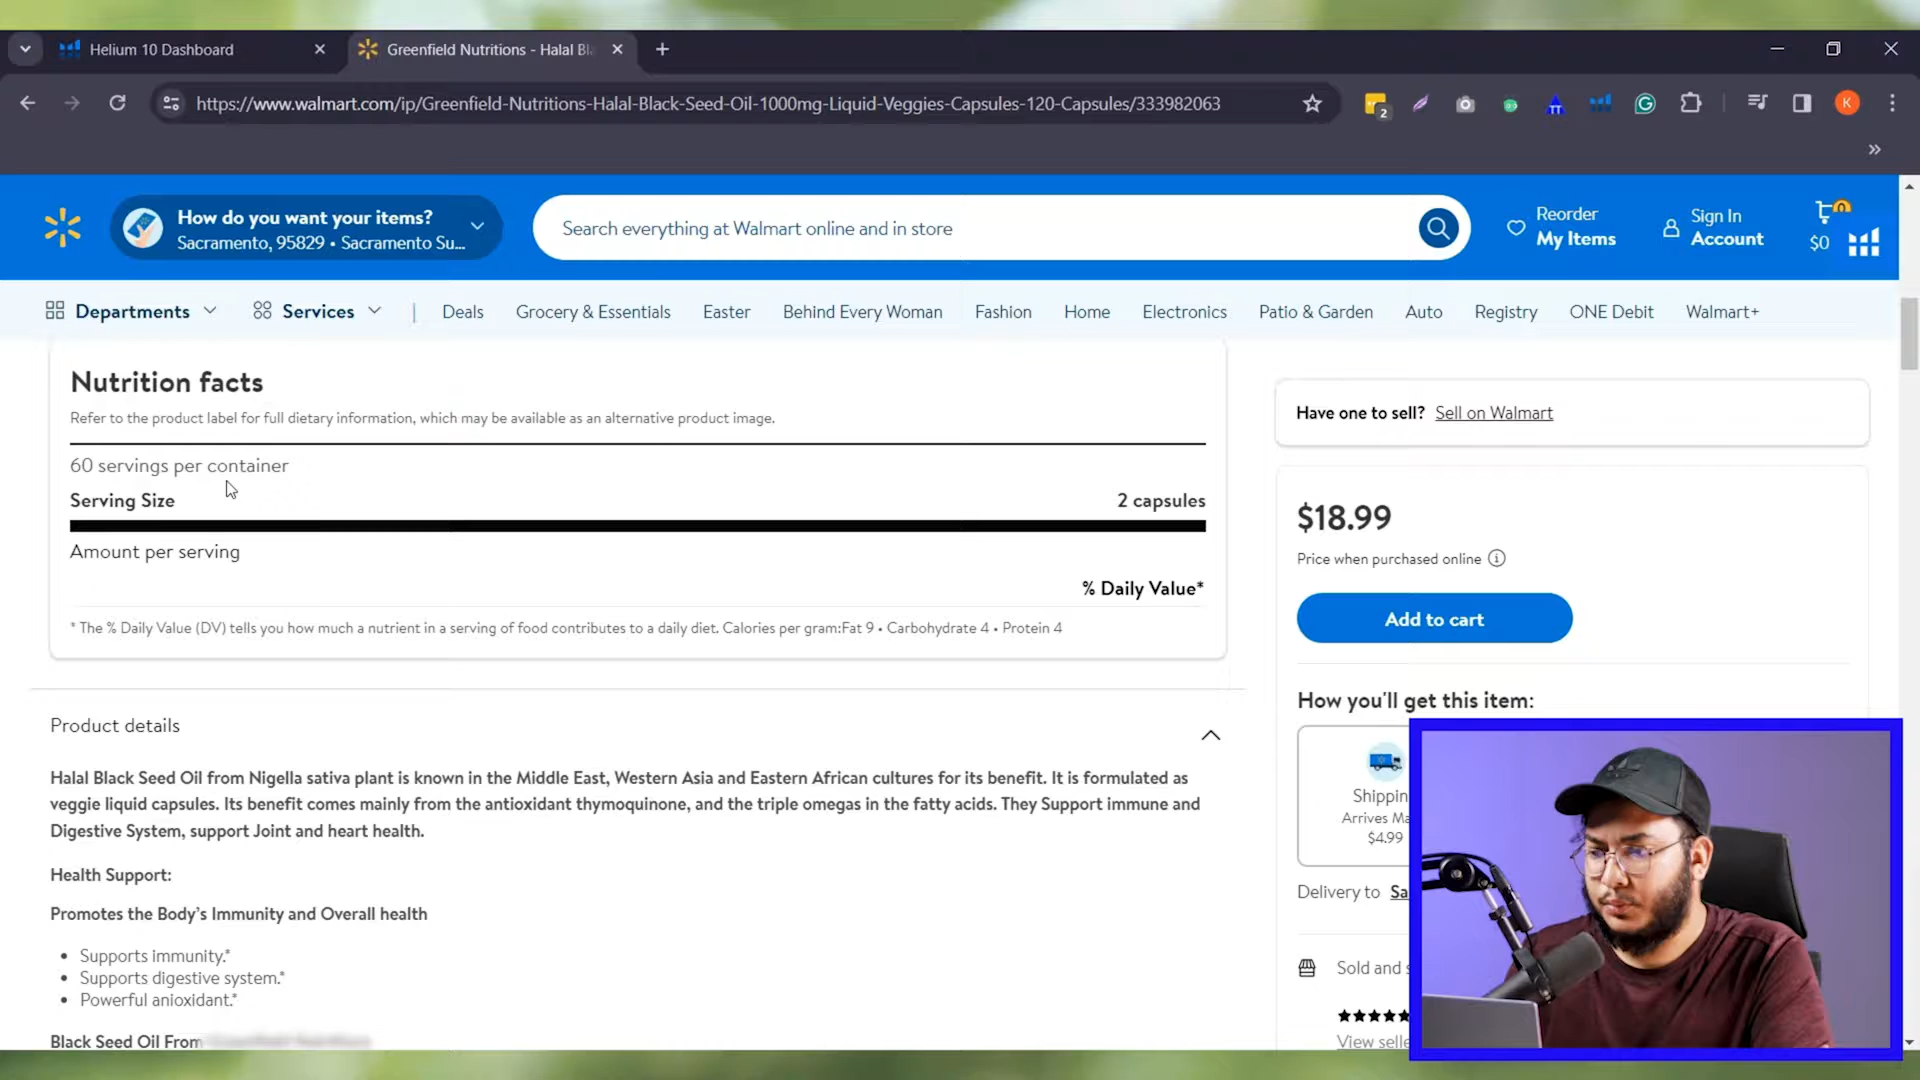 Helium 10 Dashboard
Greenfield Nutritions - Halal Bl
https://www.walmart.com/ip/Greenfield-Nutritions-Halal-Black-Seed-Oil-1000mg-Liquid-Veggies-Capsules-120-Capsules/333982063
2
K
How do you want your items?
Sacramento, 95829 • Sacramento Su...
Search everything at Walmart online and in store
Reorder
My Items
Sign In
Account
0
$0
Departments
Services
Deals
Grocery & Essentials
Easter
Behind Every Woman
Fashion
Home
Electronics
Patio & Garden
Auto
Registry
ONE Debit
Walmart+
Nutrition facts
Refer to the product label for full dietary information, which may be available as an alternative product image.
60 servings per container
Serving Size 2 capsules
Amount per serving
% Daily Value*
* The % Daily Value (DV) tells you how much a nutrient in a serving of food contributes to a daily diet. Calories per gram:Fat 9 • Carbohydrate 4 • Protein 4
Product details
Halal Black Seed Oil from Nigella sativa plant is known in the Middle East, Western Asia and Eastern African cultures for its benefit. It is formulated as
veggie liquid capsules. Its benefit comes mainly from the antioxidant thymoquinone, and the triple omegas in the fatty acids. They Support immune and
Digestive System, support Joint and heart health.
Health Support:
Promotes the Body's Immunity and Overall health
• Supports immunity.*
• Supports digestive system.*
• Powerful anioxidant.*
Black Seed Oil From
Have one to sell? Sell on Walmart
$18.99
Price when purchased online
Add to cart
How you'll get this item:
Shippin
Arrives Ma
$4.99
Delivery to Sa
Sold and s
View selle